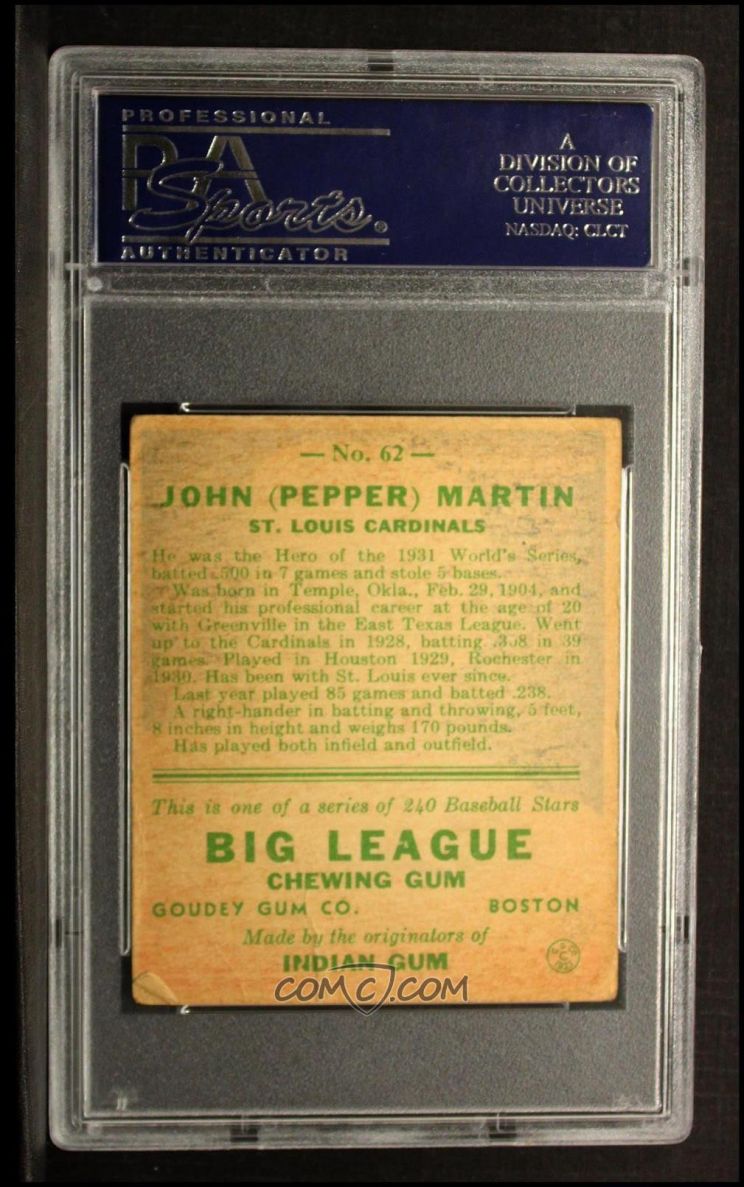 PROFESSIONAL
PSA
Sports®
AUTHENTICATOR
A
DIVISION OF
COLLECTORS
UNIVERSE
NASDAQ: CLCT
— No. 62 —
JOHN (PEPPER) MARTIN
ST. LOUIS CARDINALS
He was the Hero of the 1931 World's Series,
batted .500 in 7 games and stole 5 bases.
Was born in Temple, Okla., Feb. 29, 1904, and
started his professional career at the age of 20
with Greenville in the East Texas League. Went
up to the Cardinals in 1928, batting .308 in 39
games. Played in Houston 1929, Rochester in
1930. Has been with St. Louis ever since.
Last year played 85 games and batted .238.
A right-hander in batting and throwing, 5 feet,
8 inches in height and weighs 170 pounds.
Has played both infield and outfield.
This is one of a series of 240 Baseball Stars
BIG LEAGUE
CHEWING GUM
GOUDEY GUM CO. BOSTON
Made by the originators of
INDIAN GUM
COMC.COM